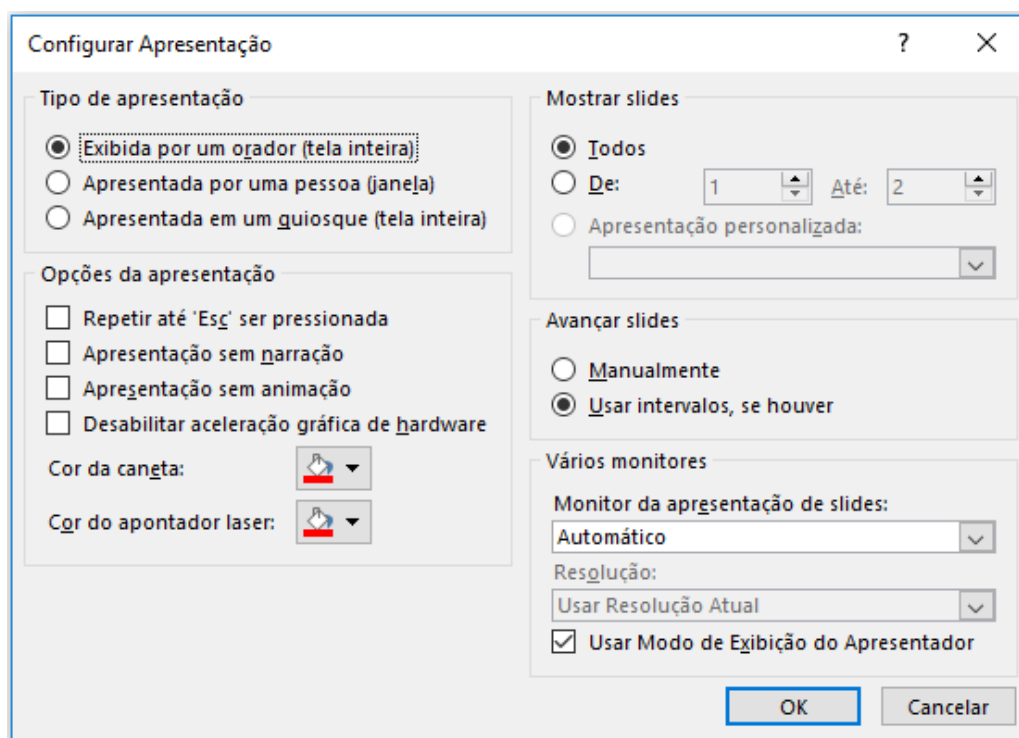 Configurar Apresentação
?
Tipo de apresentação
Exibida por um orador (tela inteira)
Apresentada por uma pessoa (janela)
Apresentada em um guiosque (tela inteira)
Opções da apresentação
Repetir até 'Esc' ser pressionada
Apresentação sem narração
Apresentação sem animação
Desabilitar aceleração gráfica de hardware
Cor da caneta:
Cor do apontador laser:
Mostrar slides
Todos
De: 1 Até: 2
Apresentação personalizada:
Avançar slides
Manualmente
Usar intervalos, se houver
Vários monitores
Monitor da apresentação de slides:
Automático
Resolução:
Usar Resolução Atual
Usar Modo de Exibição do Apresentador
OK Cancelar